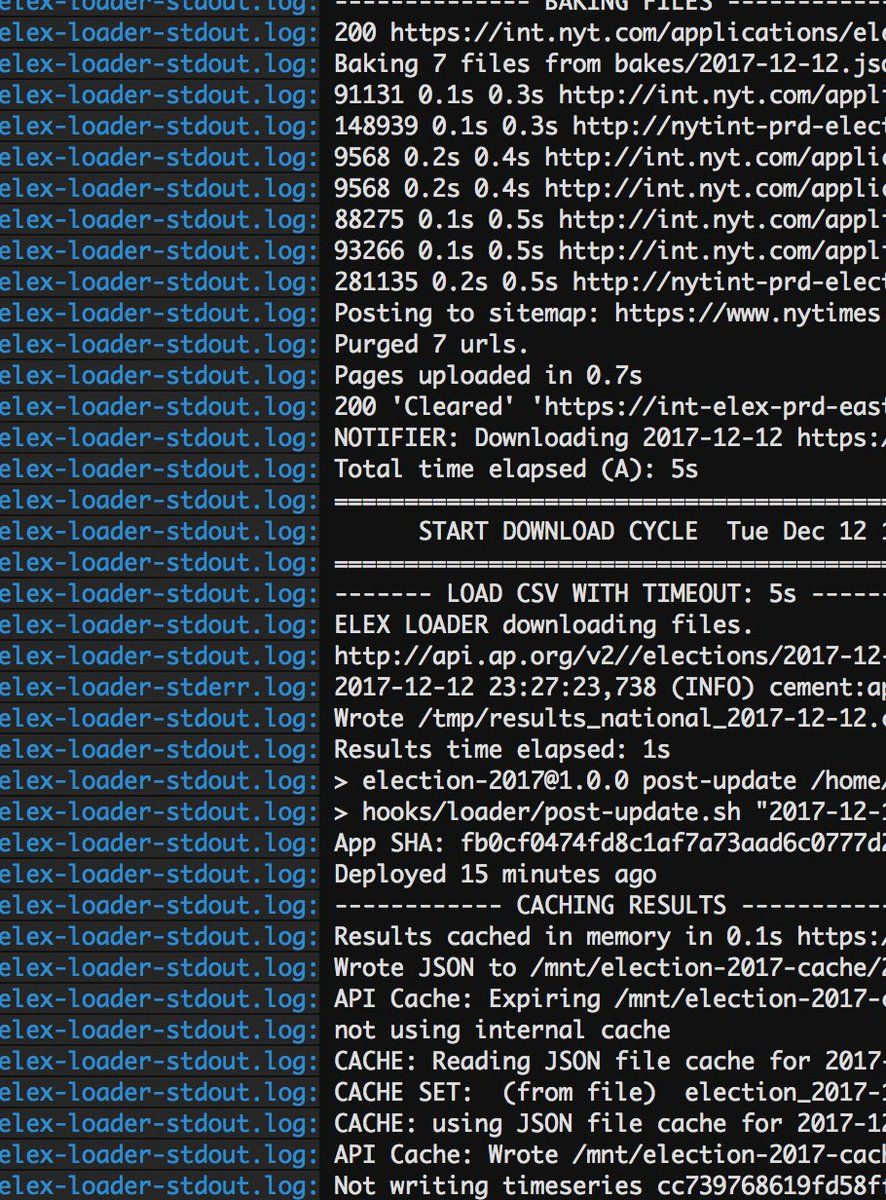 elex-loader-stdout.log: ------------- BAKING FILES ------------
elex-loader-stdout.log: 200 https://int.nyt.com/applications/ele
elex-loader-stdout.log: Baking 7 files from bakes/2017-12-12.jso
elex-loader-stdout.log: 91131 0.1s 0.3s http://int.nyt.com/appli
elex-loader-stdout.log: 148939 0.1s 0.3s http://nytint-prd-elect
elex-loader-stdout.log: 9568 0.2s 0.4s http://int.nyt.com/applic
elex-loader-stdout.log: 9568 0.2s 0.4s http://int.nyt.com/applic
elex-loader-stdout.log: 88275 0.1s 0.5s http://int.nyt.com/appli
elex-loader-stdout.log: 93266 0.1s 0.5s http://int.nyt.com/appli
elex-loader-stdout.log: 281135 0.2s 0.5s http://nytint-prd-elect
elex-loader-stdout.log: Posting to sitemap: https://www.nytimes
elex-loader-stdout.log: Purged 7 urls.
elex-loader-stdout.log: Pages uploaded in 0.7s
elex-loader-stdout.log: 200 'Cleared' 'https://int-elex-prd-east
elex-loader-stdout.log: NOTIFIER: Downloading 2017-12-12 https:/
elex-loader-stdout.log: Total time elapsed (A): 5s
elex-loader-stdout.log: ========================================
elex-loader-stdout.log: START DOWNLOAD CYCLE Tue Dec 12 1
elex-loader-stdout.log: ========================================
elex-loader-stdout.log: ------- LOAD CSV WITH TIMEOUT: 5s ------
elex-loader-stdout.log: ELEX LOADER downloading files.
elex-loader-stdout.log: http://api.ap.org/v2//elections/2017-12-
elex-loader-stderr.log: 2017-12-12 23:27:23,738 (INFO) cement:ap
elex-loader-stdout.log: Wrote /tmp/results_national_2017-12-12.c
elex-loader-stdout.log: Results time elapsed: 1s
elex-loader-stdout.log: > election-2017@1.0.0 post-update /home/
elex-loader-stdout.log: > hooks/loader/post-update.sh "2017-12-1
elex-loader-stdout.log: App SHA: fb0cf0474fd8c1af7a73aad6c0777d2
elex-loader-stdout.log: Deployed 15 minutes ago
elex-loader-stdout.log: ------------ CACHING RESULTS -----------
elex-loader-stdout.log: Results cached in memory in 0.1s https:/
elex-loader-stdout.log: Wrote JSON to /mnt/election-2017-cache/2
elex-loader-stdout.log: API Cache: Expiring /mnt/election-2017-c
elex-loader-stdout.log: not using internal cache
elex-loader-stdout.log: CACHE: Reading JSON file cache for 2017-
elex-loader-stdout.log: CACHE SET: (from file) election_2017-1
elex-loader-stdout.log: CACHE: using JSON file cache for 2017-12
elex-loader-stdout.log: API Cache: Wrote /mnt/election-2017-cach
elex-loader-stdout.log: Not writing timeseries cc739768619fd58ff